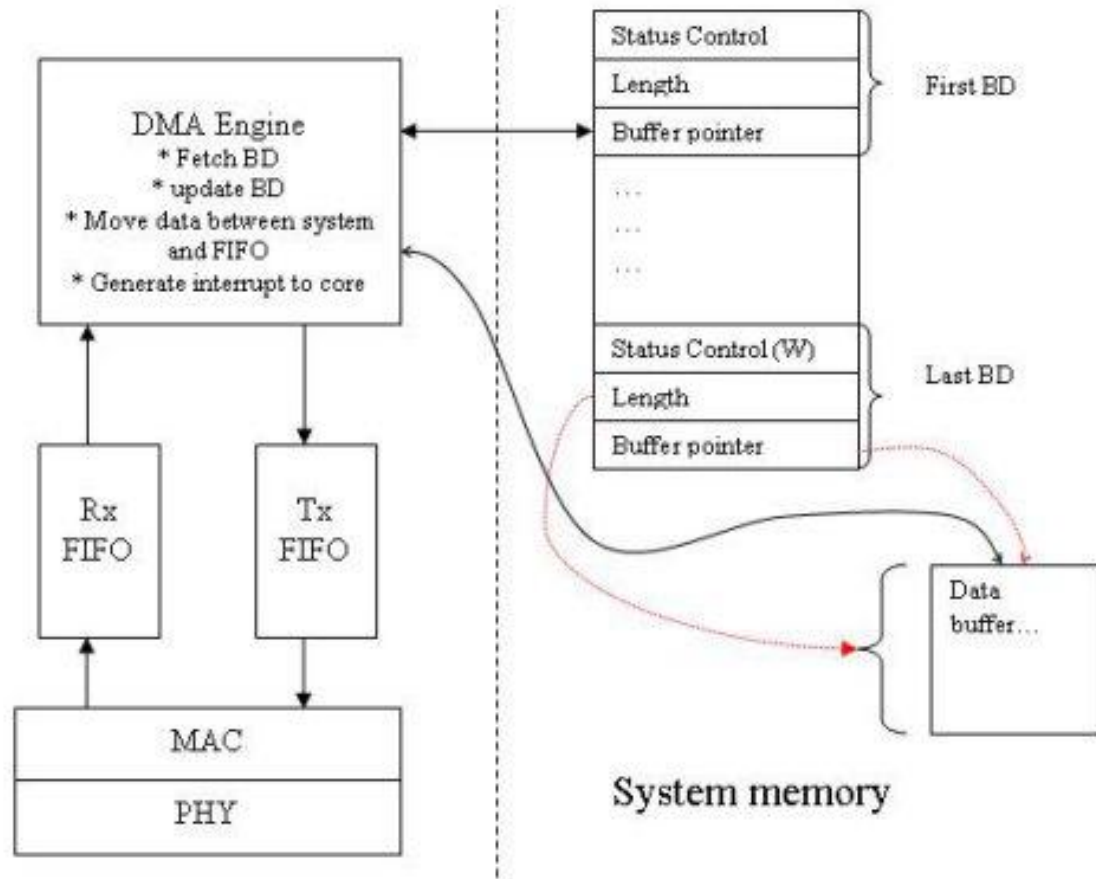 DMA Engine
* Fetch BD
* update BD
* Move data between system
and FIFO
* Generate interrupt to core
Rx
FIFO
Tx
FIFO
MAC
PHY
Status Control
Length
Buffer pointer
First BD
...
...
...
Status Control (W)
Length
Buffer pointer
Last BD
Data
buffer...
System memory